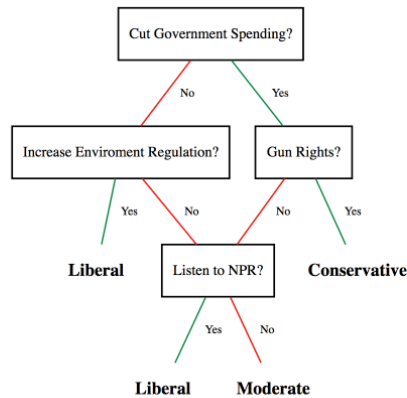 Cut Government Spending?
No
Yes
Increase Enviroment Regulation?
Gun Rights?
Yes
No
No
Yes
Liberal
Listen to NPR?
Conservative
Yes
No
Liberal
Moderate